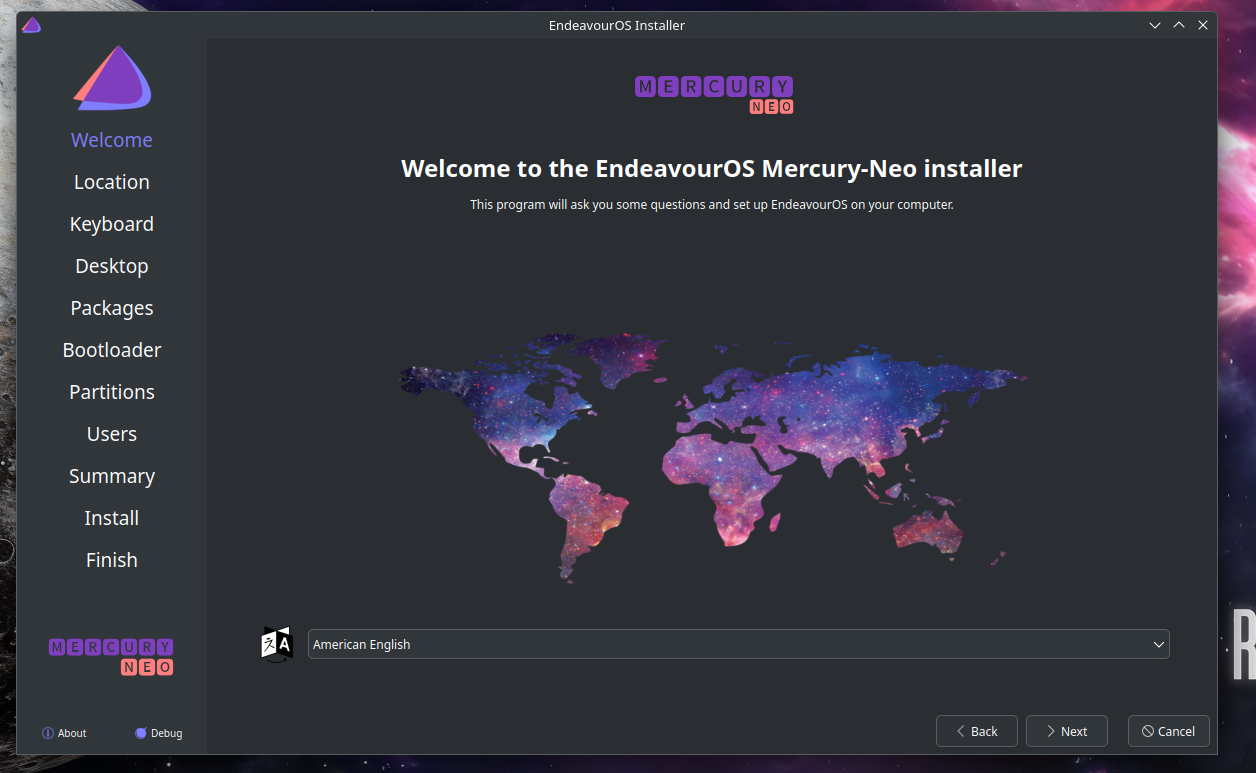 EndeavourOS Installer
Welcome
Location
Keyboard
Desktop
Packages
Bootloader
Partitions
Users
Summary
Install
Finish
MERCURY
NEO
About
Debug
MERCURY
NEO
Welcome to the EndeavourOS Mercury-Neo installer
This program will ask you some questions and set up EndeavourOS on your computer.
American English
Back
Next
Cancel
R